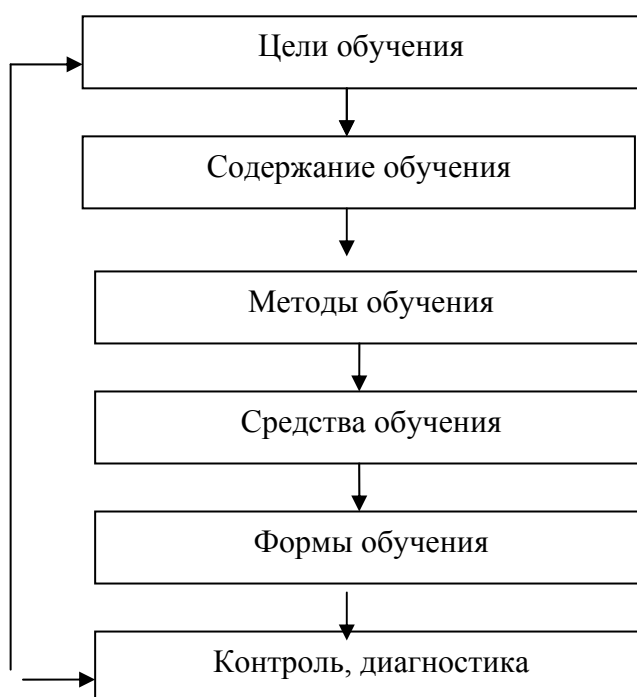 Цели обучения
Содержание обучения
Методы обучения
Средства обучения
Формы обучения
Контроль, диагностика